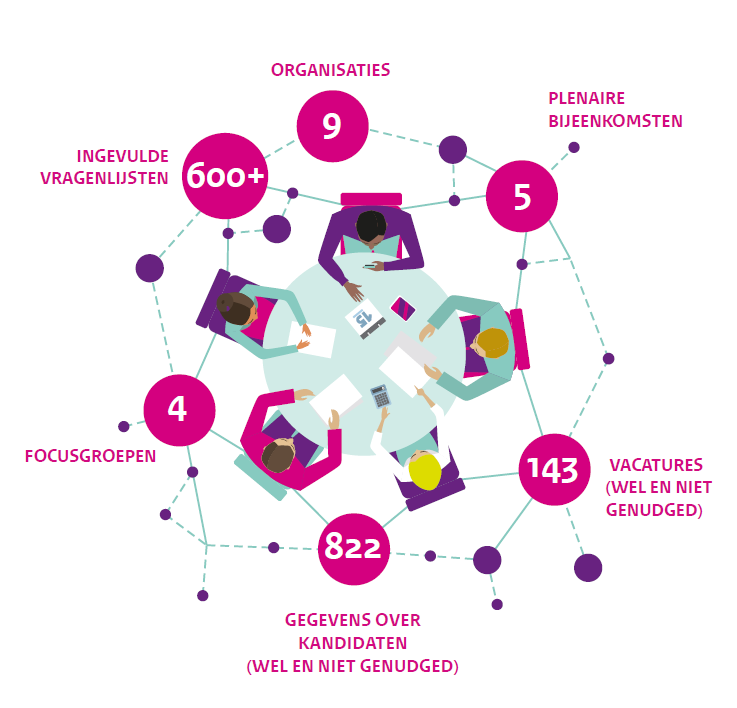 ORGANISATIES
9
PLENAIRE
BIJEENKOMSTEN
5
INGEVULDE
VRAGENLIJSTEN
600+
15
4
FOCUSGROEPEN
143
VACATURES
(WEL EN NIET
GENUDGED)
822
GEGEVENS OVER
KANDIDATEN
(WEL EN NIET GENUDGED)